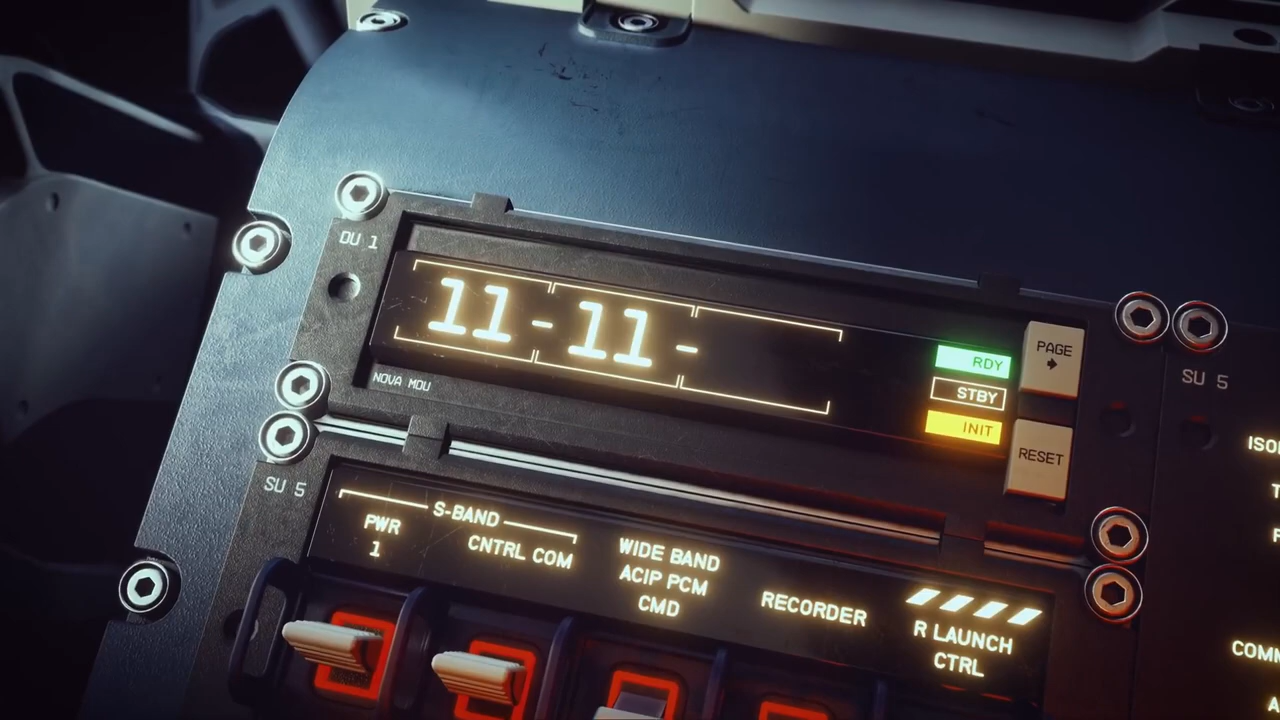 DU 1
11-11-
RDY
STBY
INIT
PAGE
RESET
NOVA MDU
SU 5
SU 5
S-BAND
PWR
1
CNTRL COM
WIDE BAND
ACIP PCM
CMD
RECORDER
R LAUNCH
CTRL